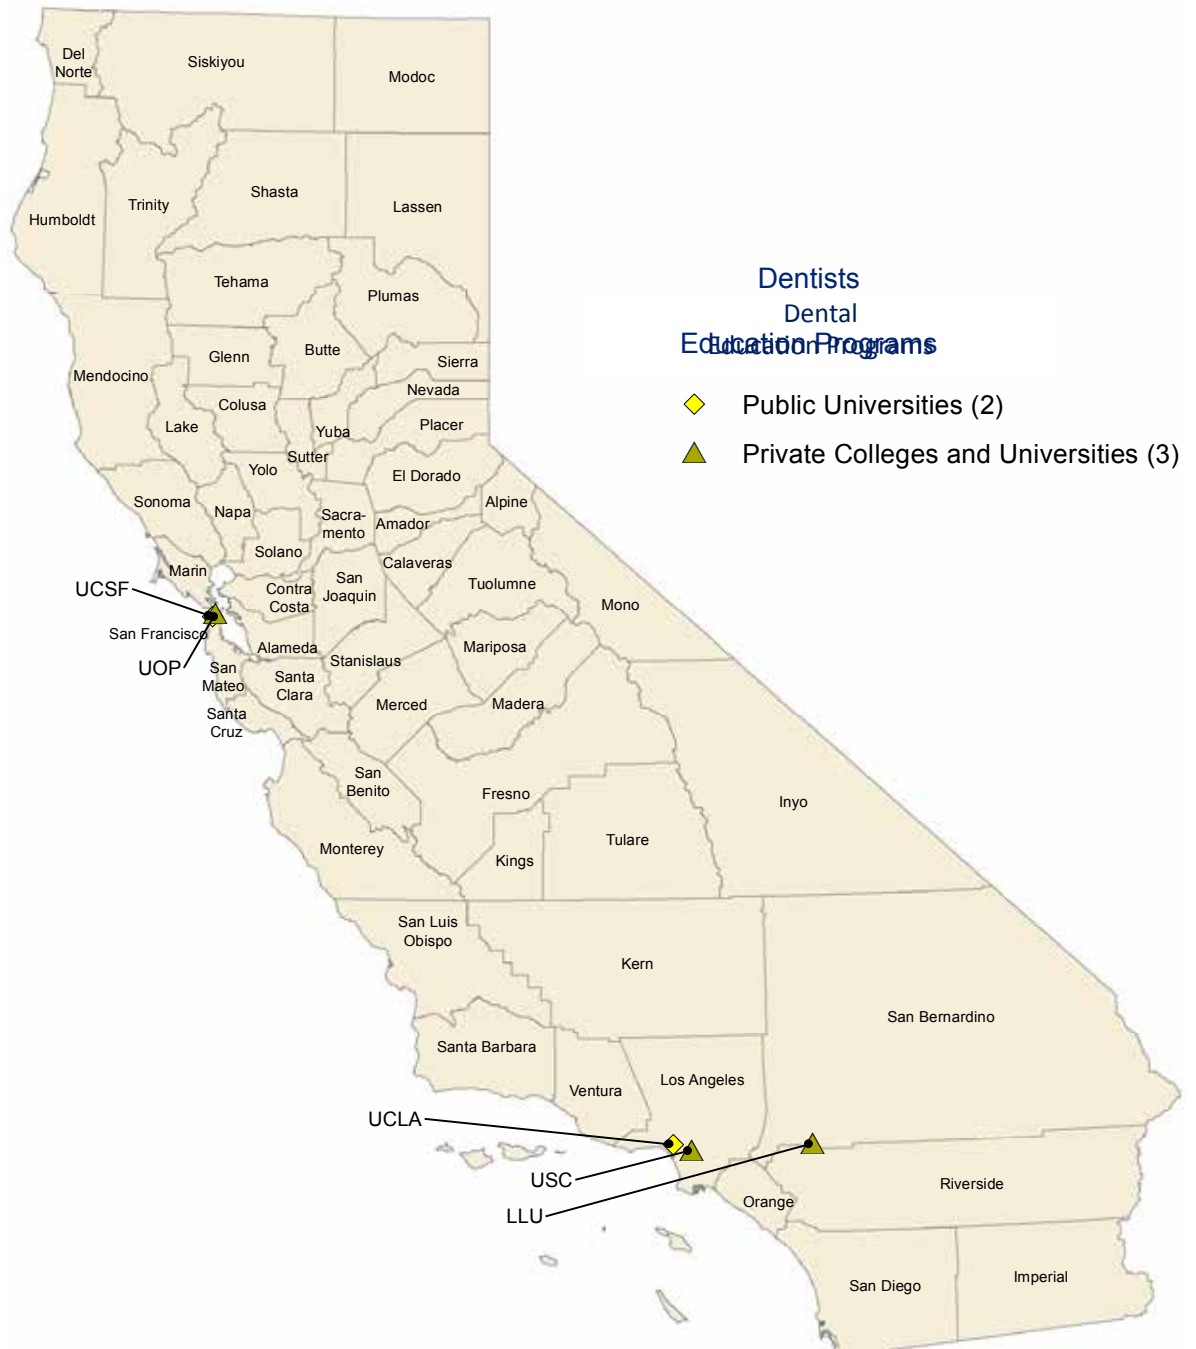 Del
Norte
Siskiyou
Modoc
Shasta
Lassen
Trinity
Humboldt
Tehama
Plumas
Dentists
Dental
Education Programs
Education Programs
Butte
Glenn
Sierra
Mendocino
Nevada
Colusa
Public Universities (2)
Placer
Lake
Yuba
Sutter
Private Colleges and Universities (3)
Yolo
El Dorado
Sonoma
Alpine
Napa
Sacra-
mento
Amador
Solano
Calaveras
Marin
San
Joaquin
Tuolumne
UCSF
Contra
Costa
Mono
San Francisco
Alameda
Mariposa
Stanislaus
UOP
San
Mateo
Santa
Clara
Merced
Madera
Santa
Cruz
San
Benito
Fresno
Inyo
Tulare
Monterey
Kings
San Luis
Obispo
Kern
San Bernardino
Santa Barbara
Los Angeles
Ventura
UCLA
USC
Riverside
Orange
LLU
Imperial
San Diego